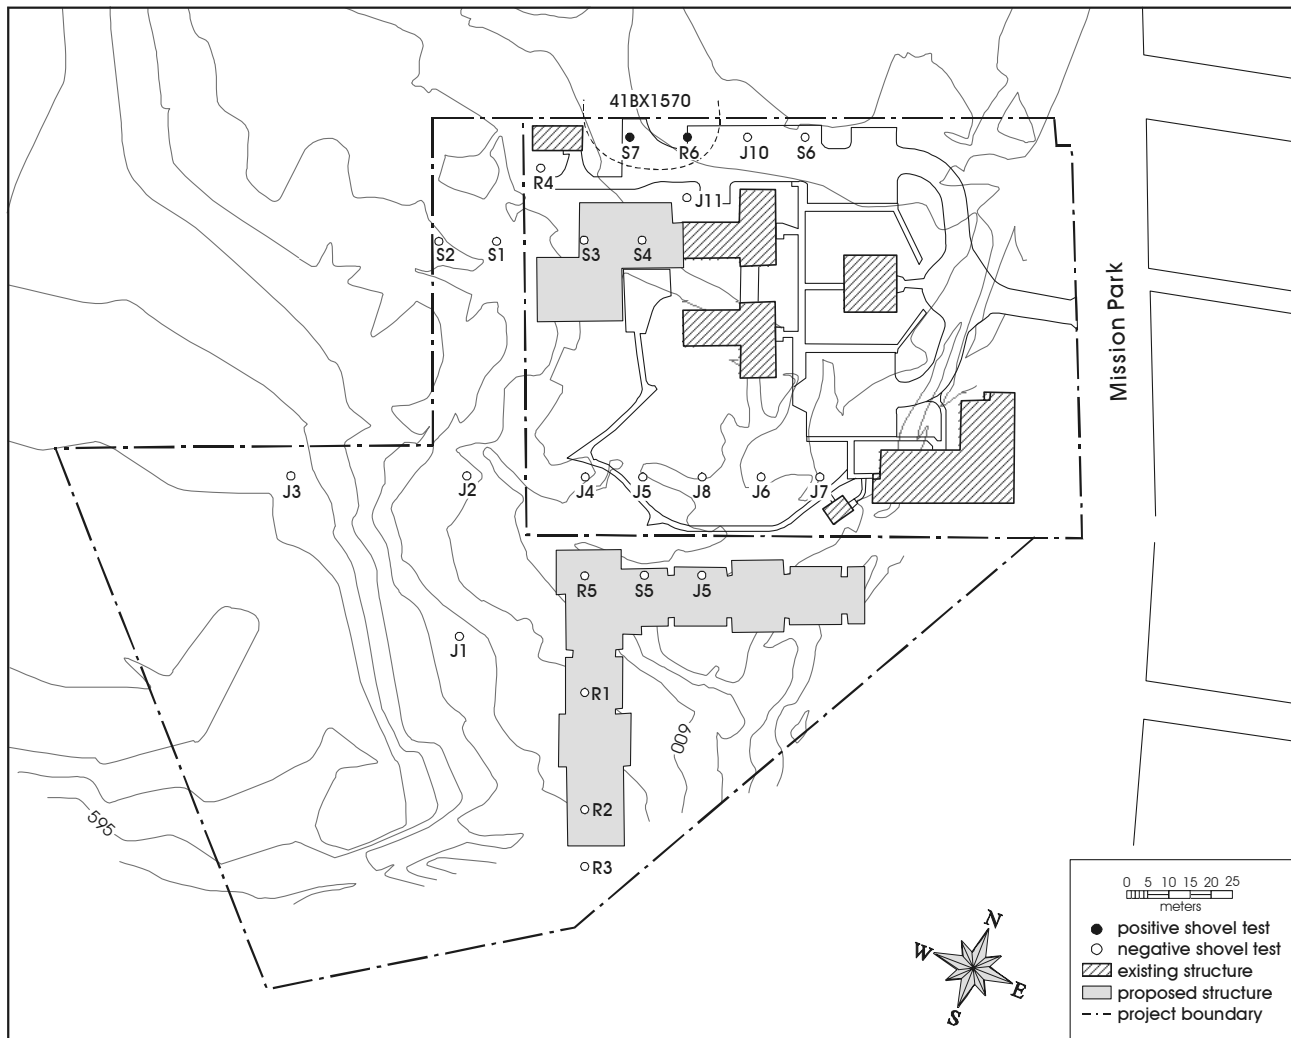 41BX1570
S7
R6
J10
S6
R4
J11
S2
S1
S3
S4
Mission Park
J3
J2
J4
J5
J8
J6
J7
R5
S5
J5
J1
R1
600
R2
595
R3
0 5 10 15 20 25
meters
positive shovel test
negative shovel test
existing structure
proposed structure
project boundary
N
W
E
S